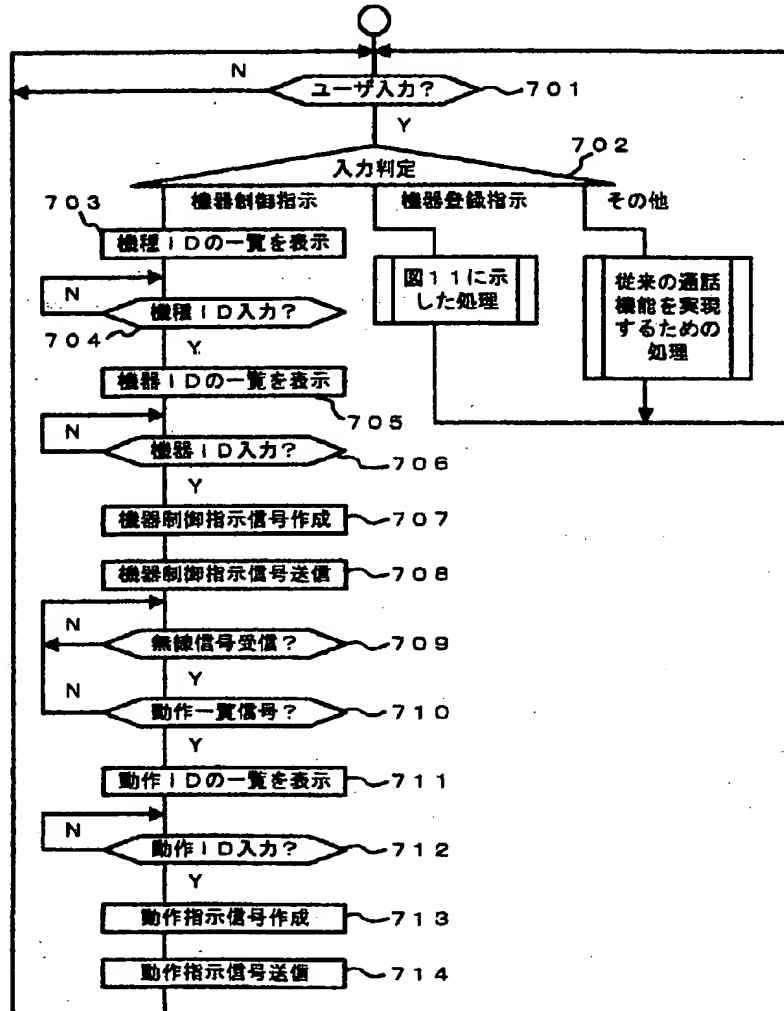 N
ユーザ入力?
701
Y
702
入力判定
機器制御指示
機器登録指示
その他
703
機種IDの一覧を表示
図11に示
した処理
従来の通話
機能を実現
するための
処理
N
機種ID入力?
704
Y
機器IDの一覧を表示
705
N
機器ID入力?
706
Y
機器制御指示信号作成
707
機器制御指示信号送信
708
N
無線信号受信?
709
Y
N
動作一覧信号?
710
Y
動作IDの一覧を表示
711
N
動作ID入力?
712
Y
動作指示信号作成
713
動作指示信号送信
714